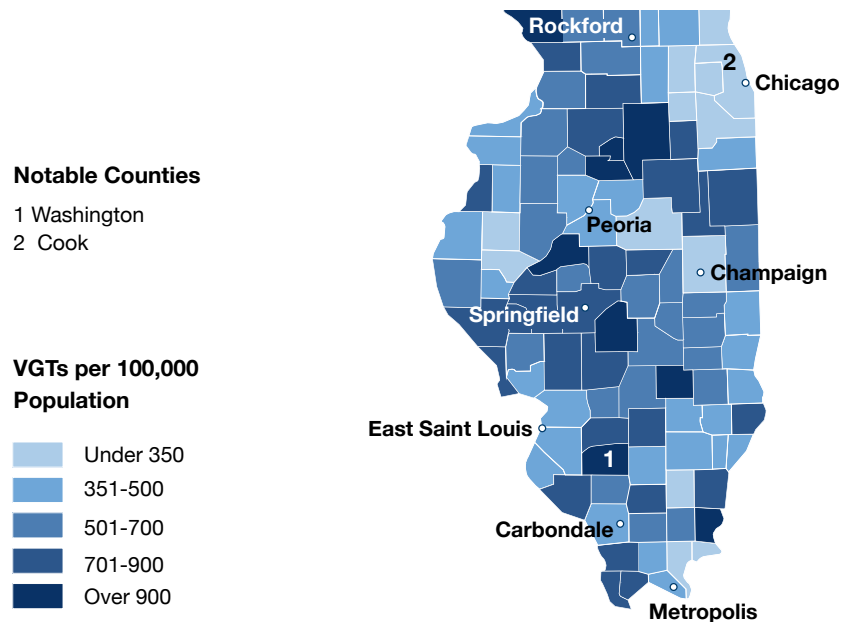 Rockford
2
Chicago
Notable Counties
1 Washington
2 Cook
Peoria
Champaign
Springfield
VGTs per 100,000
Population
East Saint Louis
Under 350
1
351-500
501-700
Carbondale
701-900
Over 900
Metropolis